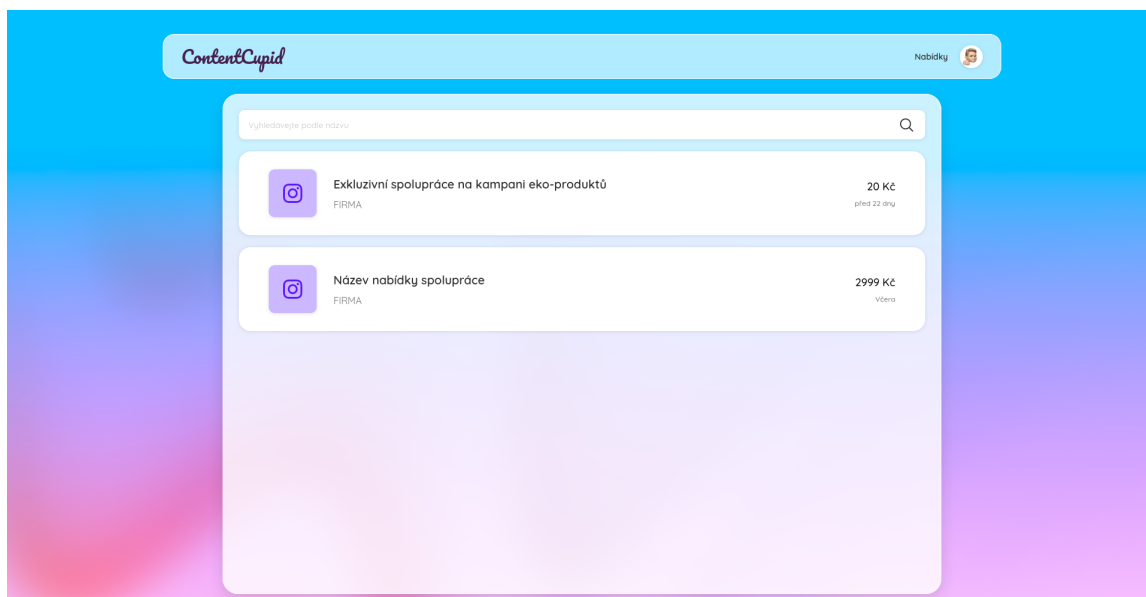 ContentCupid
Nabídky
Vyhledávejte podle názvu
Exkluzivní spolupráce na kampani eko-produktů
20 Kč
FIRMA
před 22 dny
Název nabídky spolupráce
2999 Kč
FIRMA
Včera